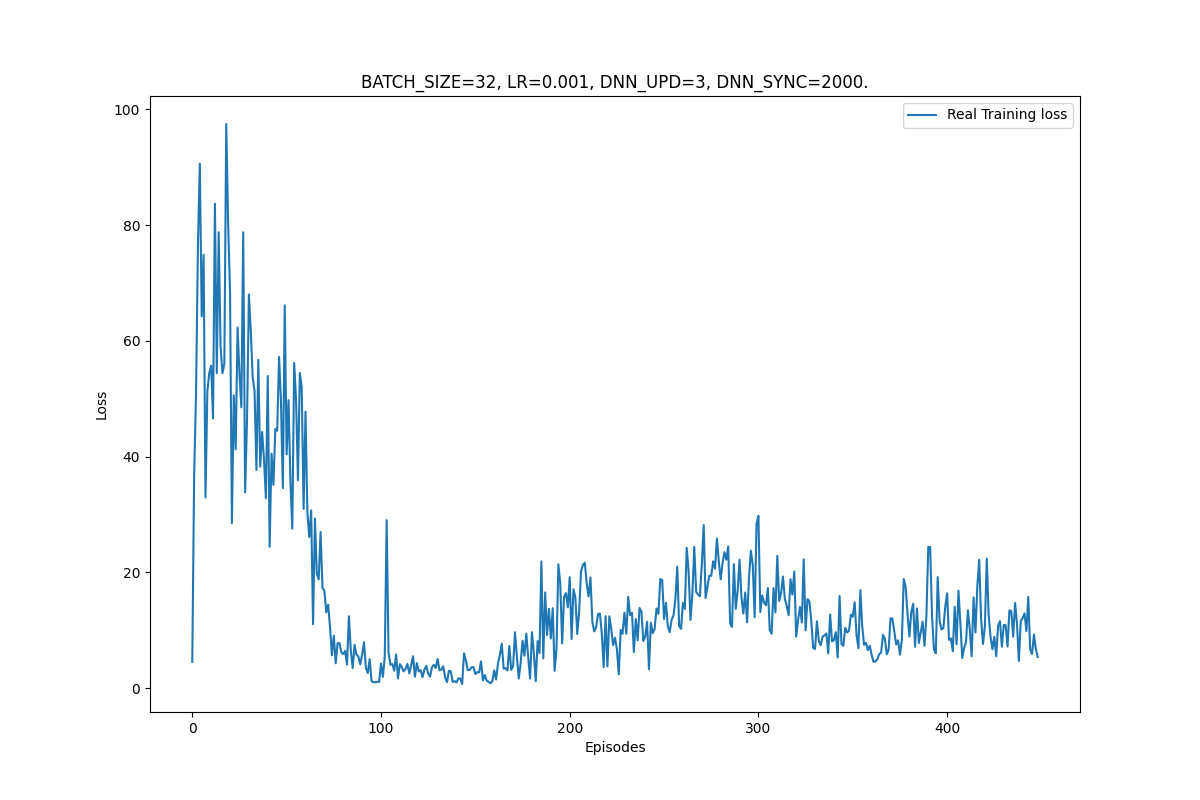 BATCH_SIZE=32, LR=0.001, DNN_UPD=3, DNN_SYNC=2000.
Real Training loss
100
80
60
40
20
0
Loss
0 100 200 300 400
Episodes